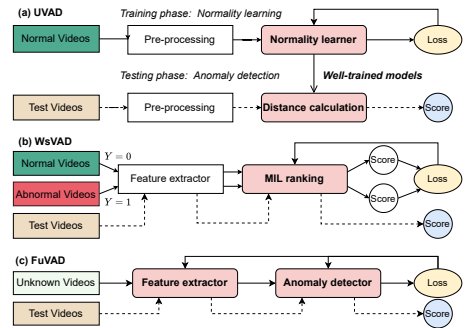 (a) UVAD
Training phase: Normality learning
Normal Videos
Pre-processing
Normality learner
Loss
Testing phase: Anomaly detection
Well-trained models
Test Videos
Pre-processing
Distance calculation
Score
(b) WsVAD
Normal Videos
Y = 0
Abnormal Videos
Y = 1
Feature extractor
MIL ranking
Score
Score
Loss
Test Videos
Score
(c) FuVAD
Unknown Videos
Feature extractor
Anomaly detector
Loss
Test Videos
Score